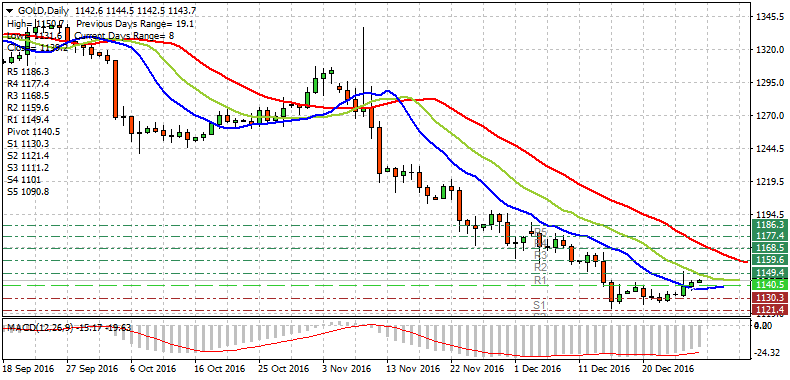 GOLD,Daily 1142.6 1144.5 1142.5 1143.7
High= 1150.7 Previous Days Range= 19.1
Low= 1131.6 Current Days Range= 8
R5 1186.3
R4 1177.4
R3 1168.5
R2 1159.6
R1 1149.4
Pivot 1140.5
S1 1130.3
S2 1121.4
S3 1111.2
S4 1101
S5 1090.8
1345.5
1320.0
1295.0
1270.0
1244.5
1219.5
1194.5
1186.3
1177.4
1168.5
1159.6
1149.4
1140.5
1130.3
1121.4
R5
R4
R3
R2
R1
S1
MACD(12,26,9) -15.17 -19.63
-24.32
18 Sep 2016
27 Sep 2016
6 Oct 2016
16 Oct 2016
25 Oct 2016
3 Nov 2016
13 Nov 2016
22 Nov 2016
1 Dec 2016
11 Dec 2016
20 Dec 2016